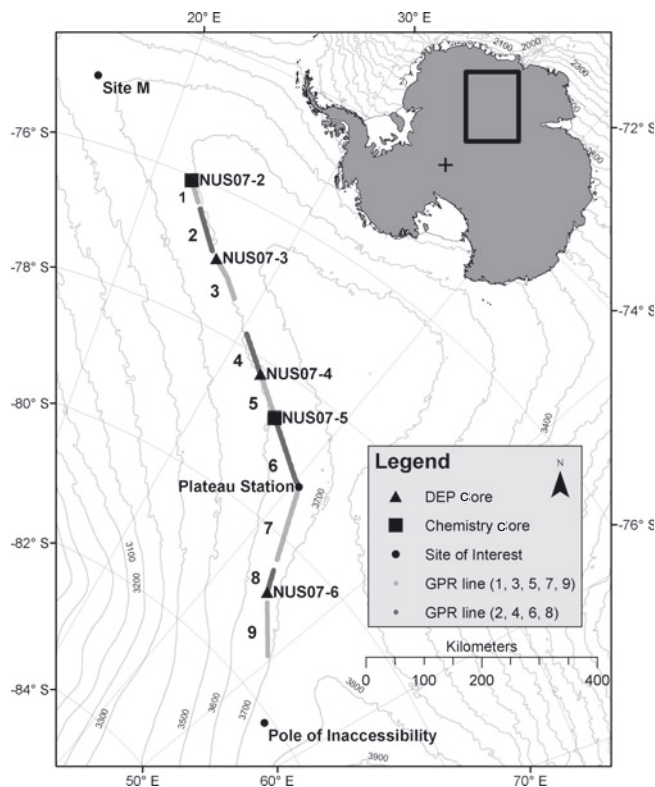 20° E
30° E
2100
2000
2300
Site M
-76° S
-72° S
NUS07-2
1
2
NUS07-3
-78° S
3
-74° S
4
NUS07-4
5
NUS07-5
-80° S
3400
Legend
N
6
DEP core
Plateau Station
3700
Chemistry core
-76° S
7
Site of Interest
-82° S
GPR line (1, 3, 5, 7, 9)
3100
8
NUS07-6
GPR line (2, 4, 6, 8)
3200
9
Kilometers
0 50 100 200 300 400
-84° S
3300
3400
3500
3600
3700
3800
Pole of Inaccessibility
3900
50° E
60° E
70° E